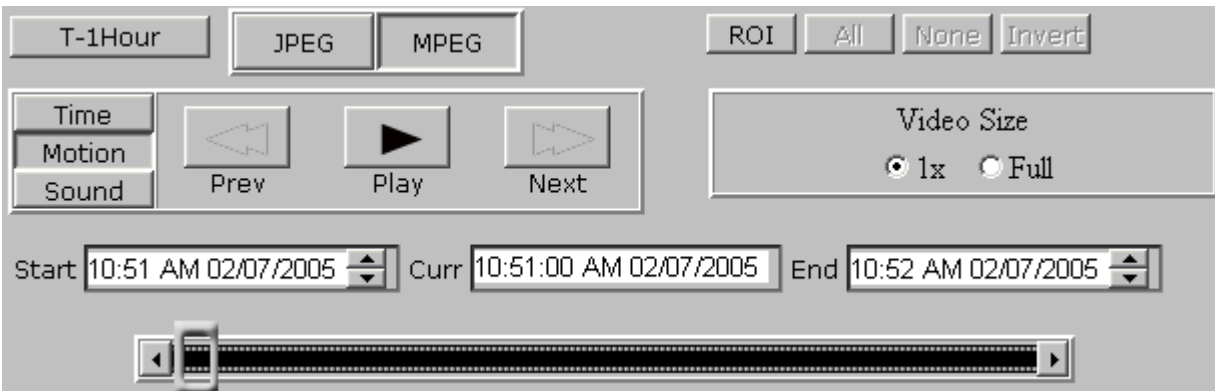 T-1Hour JPEG MPEG ROI All None Invert
Time
Motion
Sound
Prev Play Next
Video Size
1x Full
Start 10:51 AM 02/07/2005 Curr 10:51:00 AM 02/07/2005 End 10:52 AM 02/07/2005